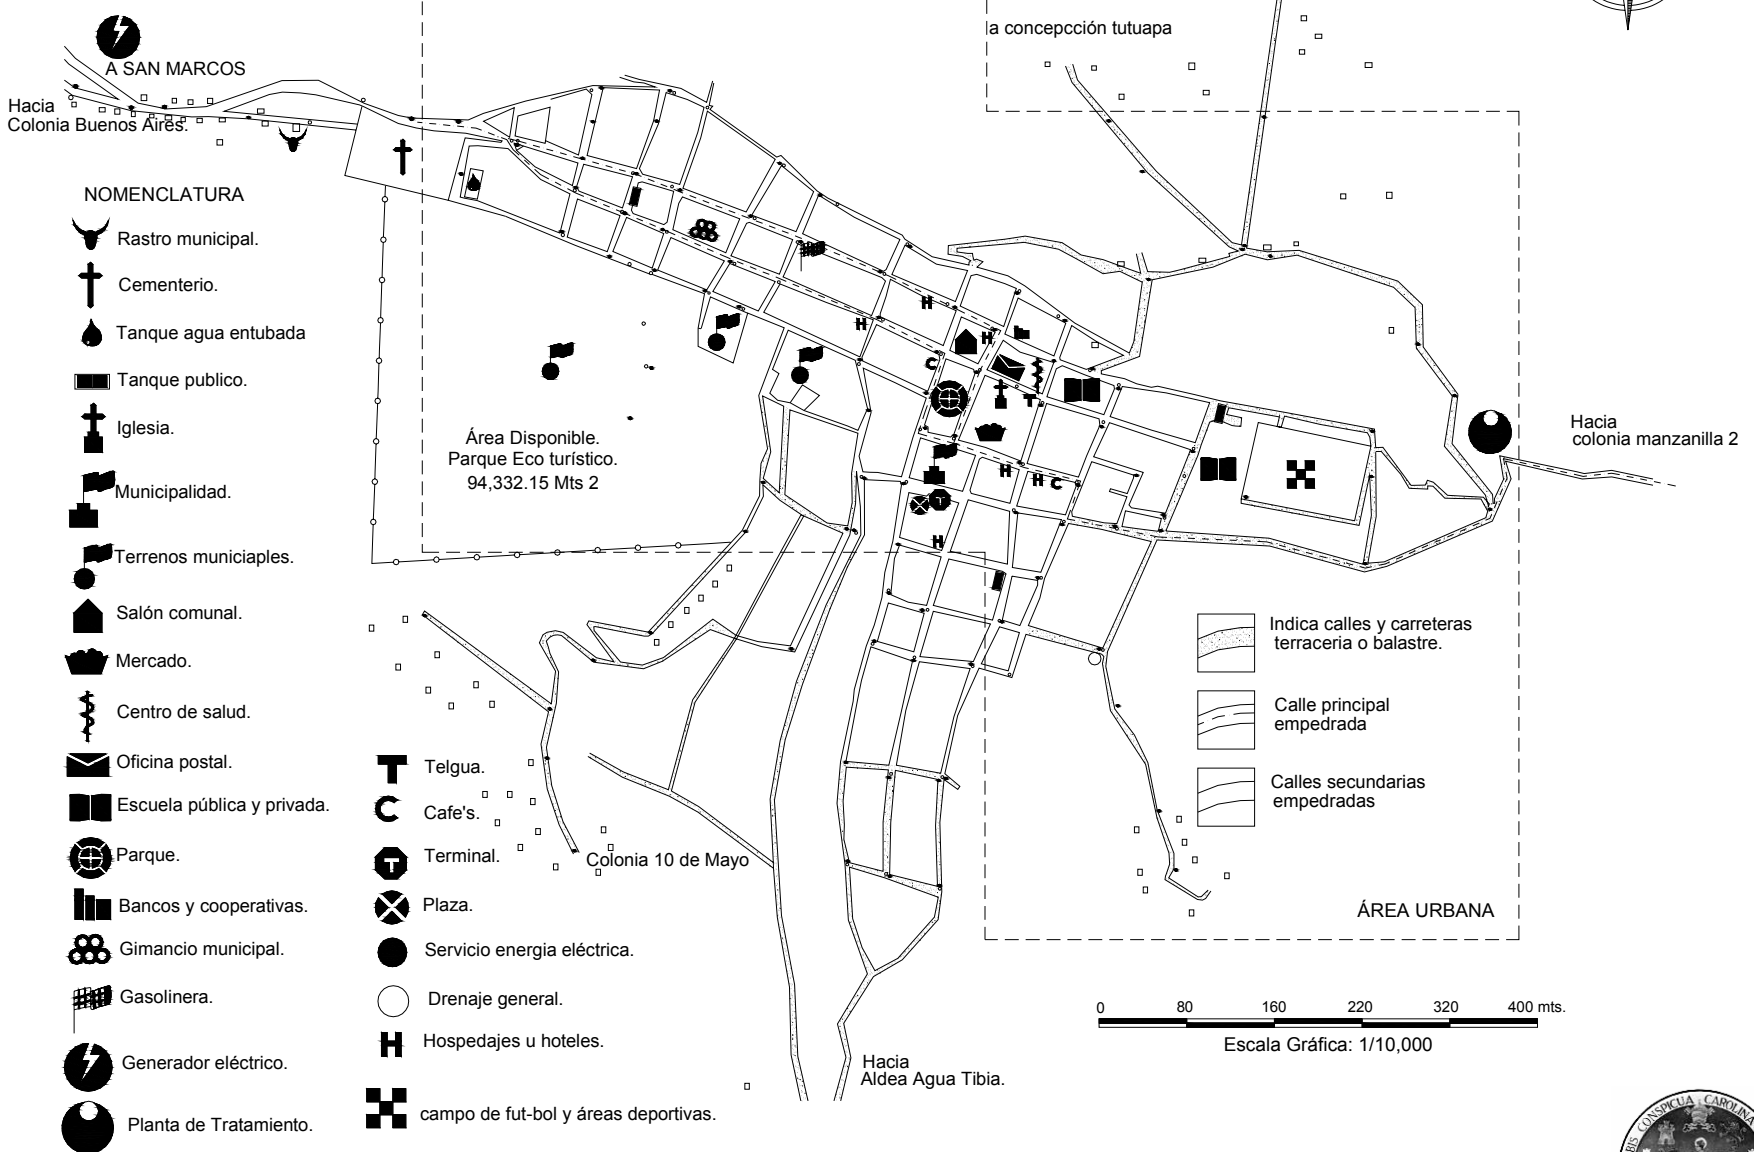 a concepcción tutuapa
A SAN MARCOS
Hacia
Colonia Buenos Aires.
NOMENCLATURA
Rastro municipal.
Cementerio.
Tanque agua entubada
Tanque publico.
Iglesia.
Municipalidad.
Terrenos municiaples.
Salón comunal.
Mercado.
Centro de salud.
Oficina postal.
Escuela pública y privada.
Parque.
Bancos y cooperativas.
Gimancio municipal.
Gasolinera.
Generador eléctrico.
Planta de Tratamiento.
T Telgua.
C Cafe's.
T Terminal.
Plaza.
Servicio energia eléctrica.
Drenaje general.
H Hospedajes u hoteles.
campo de fut-bol y áreas deportivas.
Área Disponible.
Parque Eco turístico.
94,332.15 Mts 2
H
H
H
C
T
H
H
C
T
H
Hacia
colonia manzanilla 2
Indica calles y carreteras
terraceria o balastre.
Calle principal
empedrada
Calles secundarias
empedradas
Colonia 10 de Mayo
ÁREA URBANA
0 80 160 220 320 400 mts.
Escala Gráfica: 1/10,000
Hacia
Aldea Agua Tibia.
BIS CONSPICUA CAROLINA